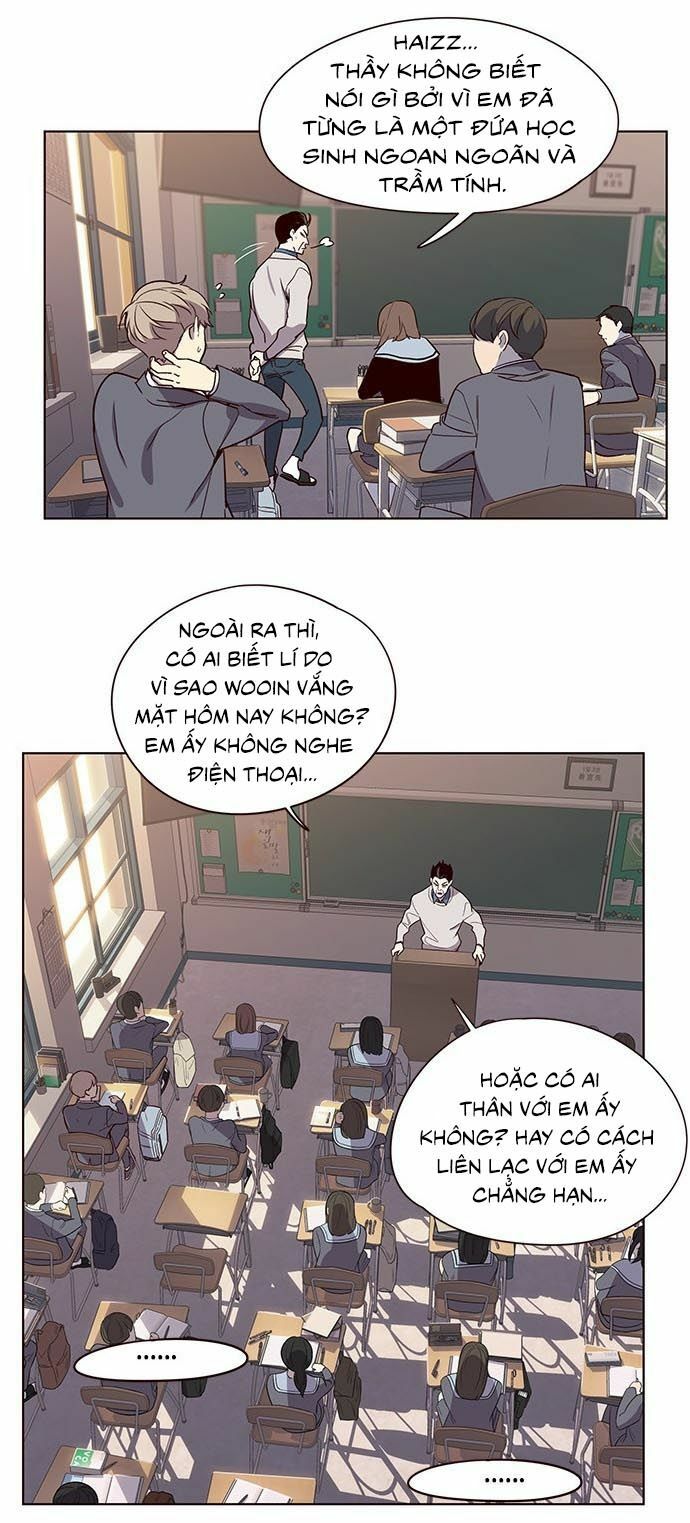 HAIZZ...
THẦY KHÔNG BIẾT
NÓI GÌ BỞI VÌ EM ĐÃ
TỪNG LÀ MỘT ĐỨA HỌC
SINH NGOAN NGOÃN VÀ
TRẦM TÍNH.
NGOÀI RA THÌ,
CÓ AI BIẾT LÍ DO
VÌ SAO WOOIN VẮNG
MẶT HÔM NAY KHÔNG?
EM ẤY KHÔNG NGHE
ĐIỆN THOẠI...
HOẶC CÓ AI
THÂN VỚI EM ẤY
KHÔNG? HAY CÓ CÁCH
LIÊN LẠC VỚI EM ẤY
CHẲNG HẠN...
......
......